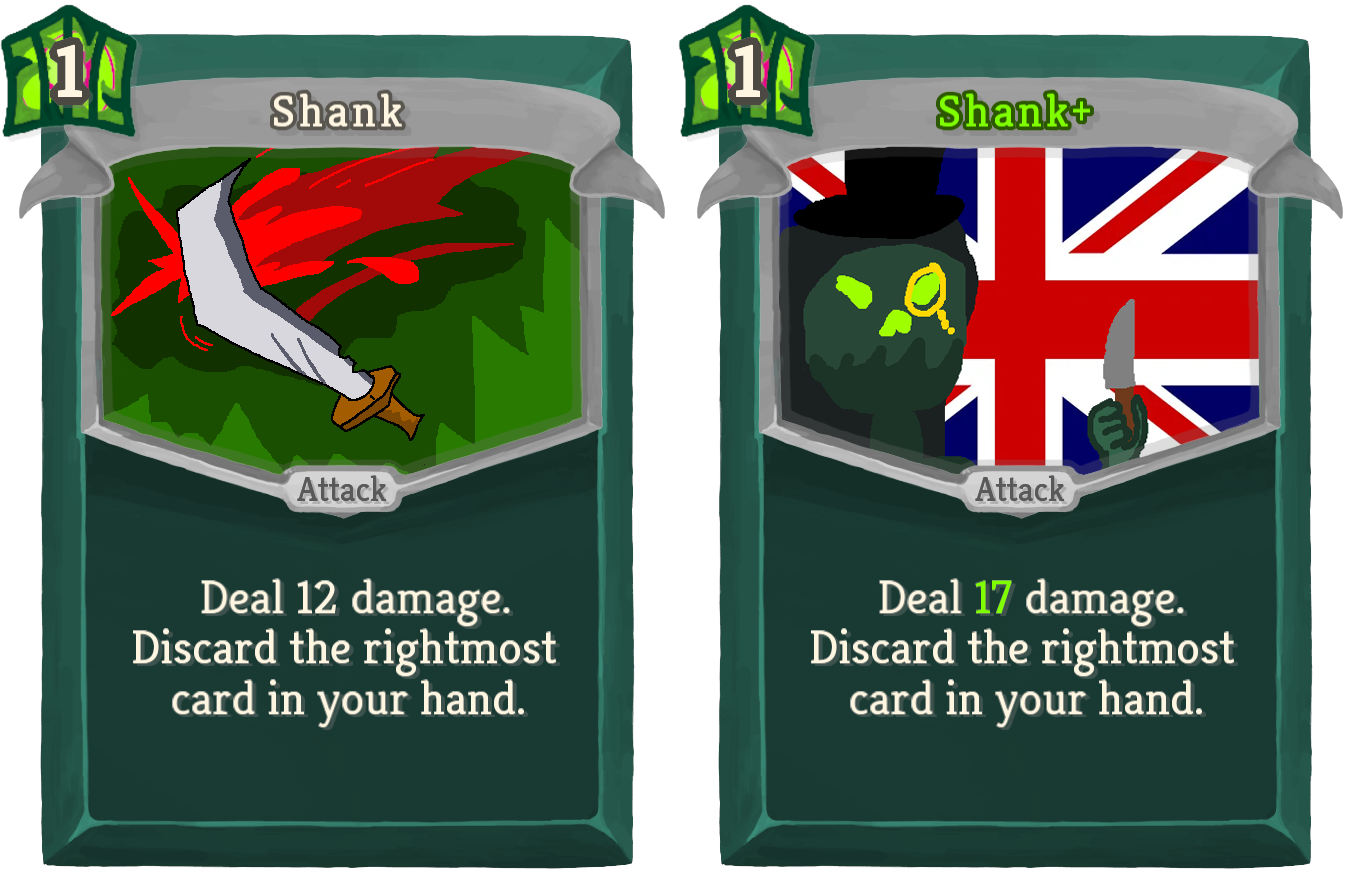 1
Shank
Attack
Deal 12 damage.
Discard the rightmost
card in your hand.
1
Shank+
Attack
Deal 17 damage.
Discard the rightmost
card in your hand.